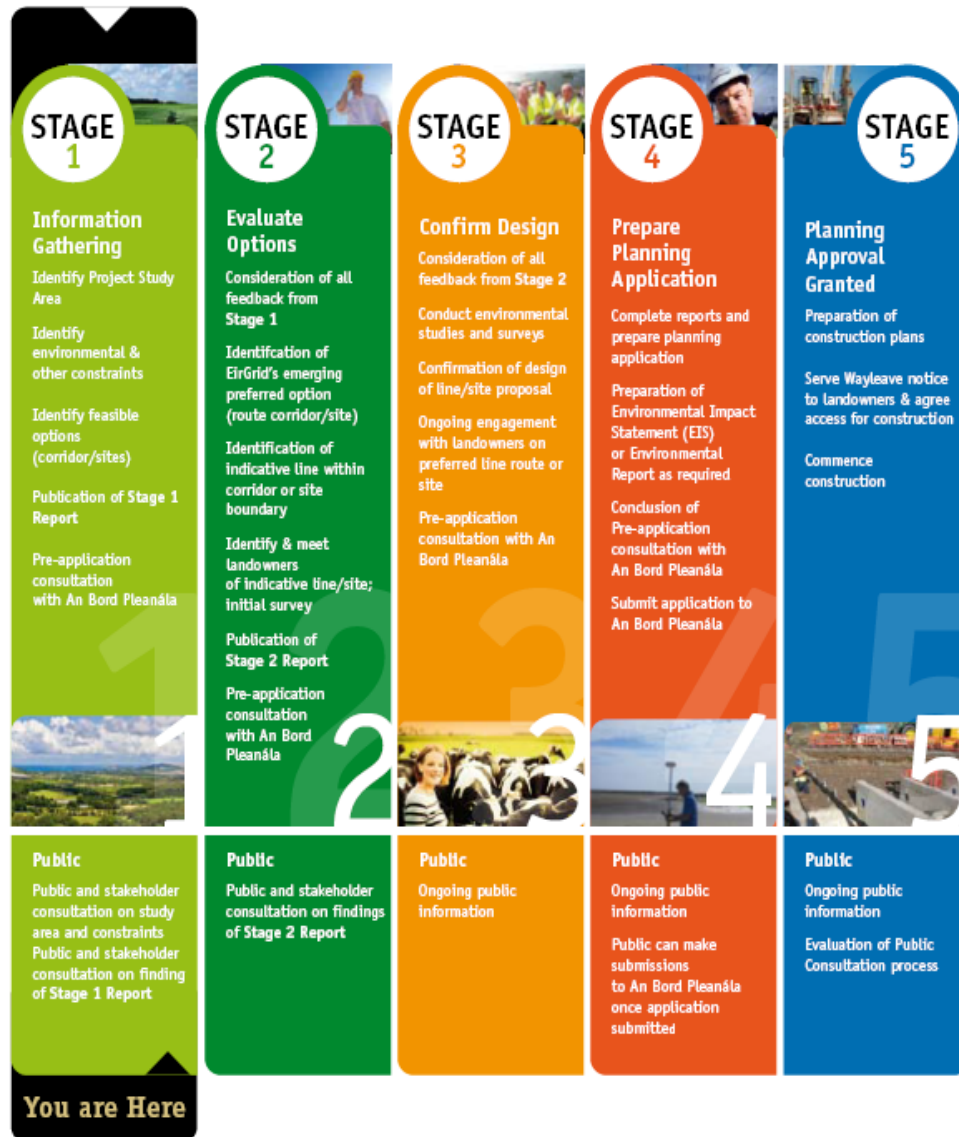 STAGE
1
Information
Gathering
Identify Project Study
Area
Identify
environmental &
other constraints
Identify feasible
options
(corridor/sites)
Publication of Stage 1
Report
Pre-application
consultation
with An Bord Pleanála
1
Public
Public and stakeholder
consultation on study
area and constraints
Public and stakeholder
consultation on finding
of Stage 1 Report
You are Here
STAGE
2
Evaluate
Options
Consideration of all
feedback from
Stage 1
Identifcation of
EirGrid's emerging
preferred option
(route corridor/site)
Identification of
indicative line within
corridor or site
boundary
Identify & meet
landowners
of indicative line/site;
initial survey
Publication of
Stage 2 Report
Pre-application
consultation
with An Bord
Pleanála
2
Public
Public and stakeholder
consultation on findings
of Stage 2 Report
STAGE
3
Confirm Design
Consideration of all
feedback from Stage 2
Conduct environmental
studies and surveys
Confirmation of design
of line/site proposal
Ongoing engagement
with landowners on
preferred line route or
site
Pre-application
consultation with An
Bord Pleanála
3
Public
Ongoing public
information
STAGE
4
Prepare
Planning
Application
Complete reports and
prepare planning
application
Preparation of
Environmental Impact
Statement (EIS)
or Environmental
Report as required
Conclusion of
Pre-application
consultation with
An Bord Pleanála
Submit application to
An Bord Pleanála
4
Public
Ongoing public
information
Public can make
submissions
to An Bord Pleanála
once application
submitted
STAGE
5
Planning
Approval
Granted
Preparation of
construction plans
Serve Wayleave notice
to landowners & agree
access for construction
Commence
construction
5
Public
Ongoing public
information
Evaluation of Public
Consultation process